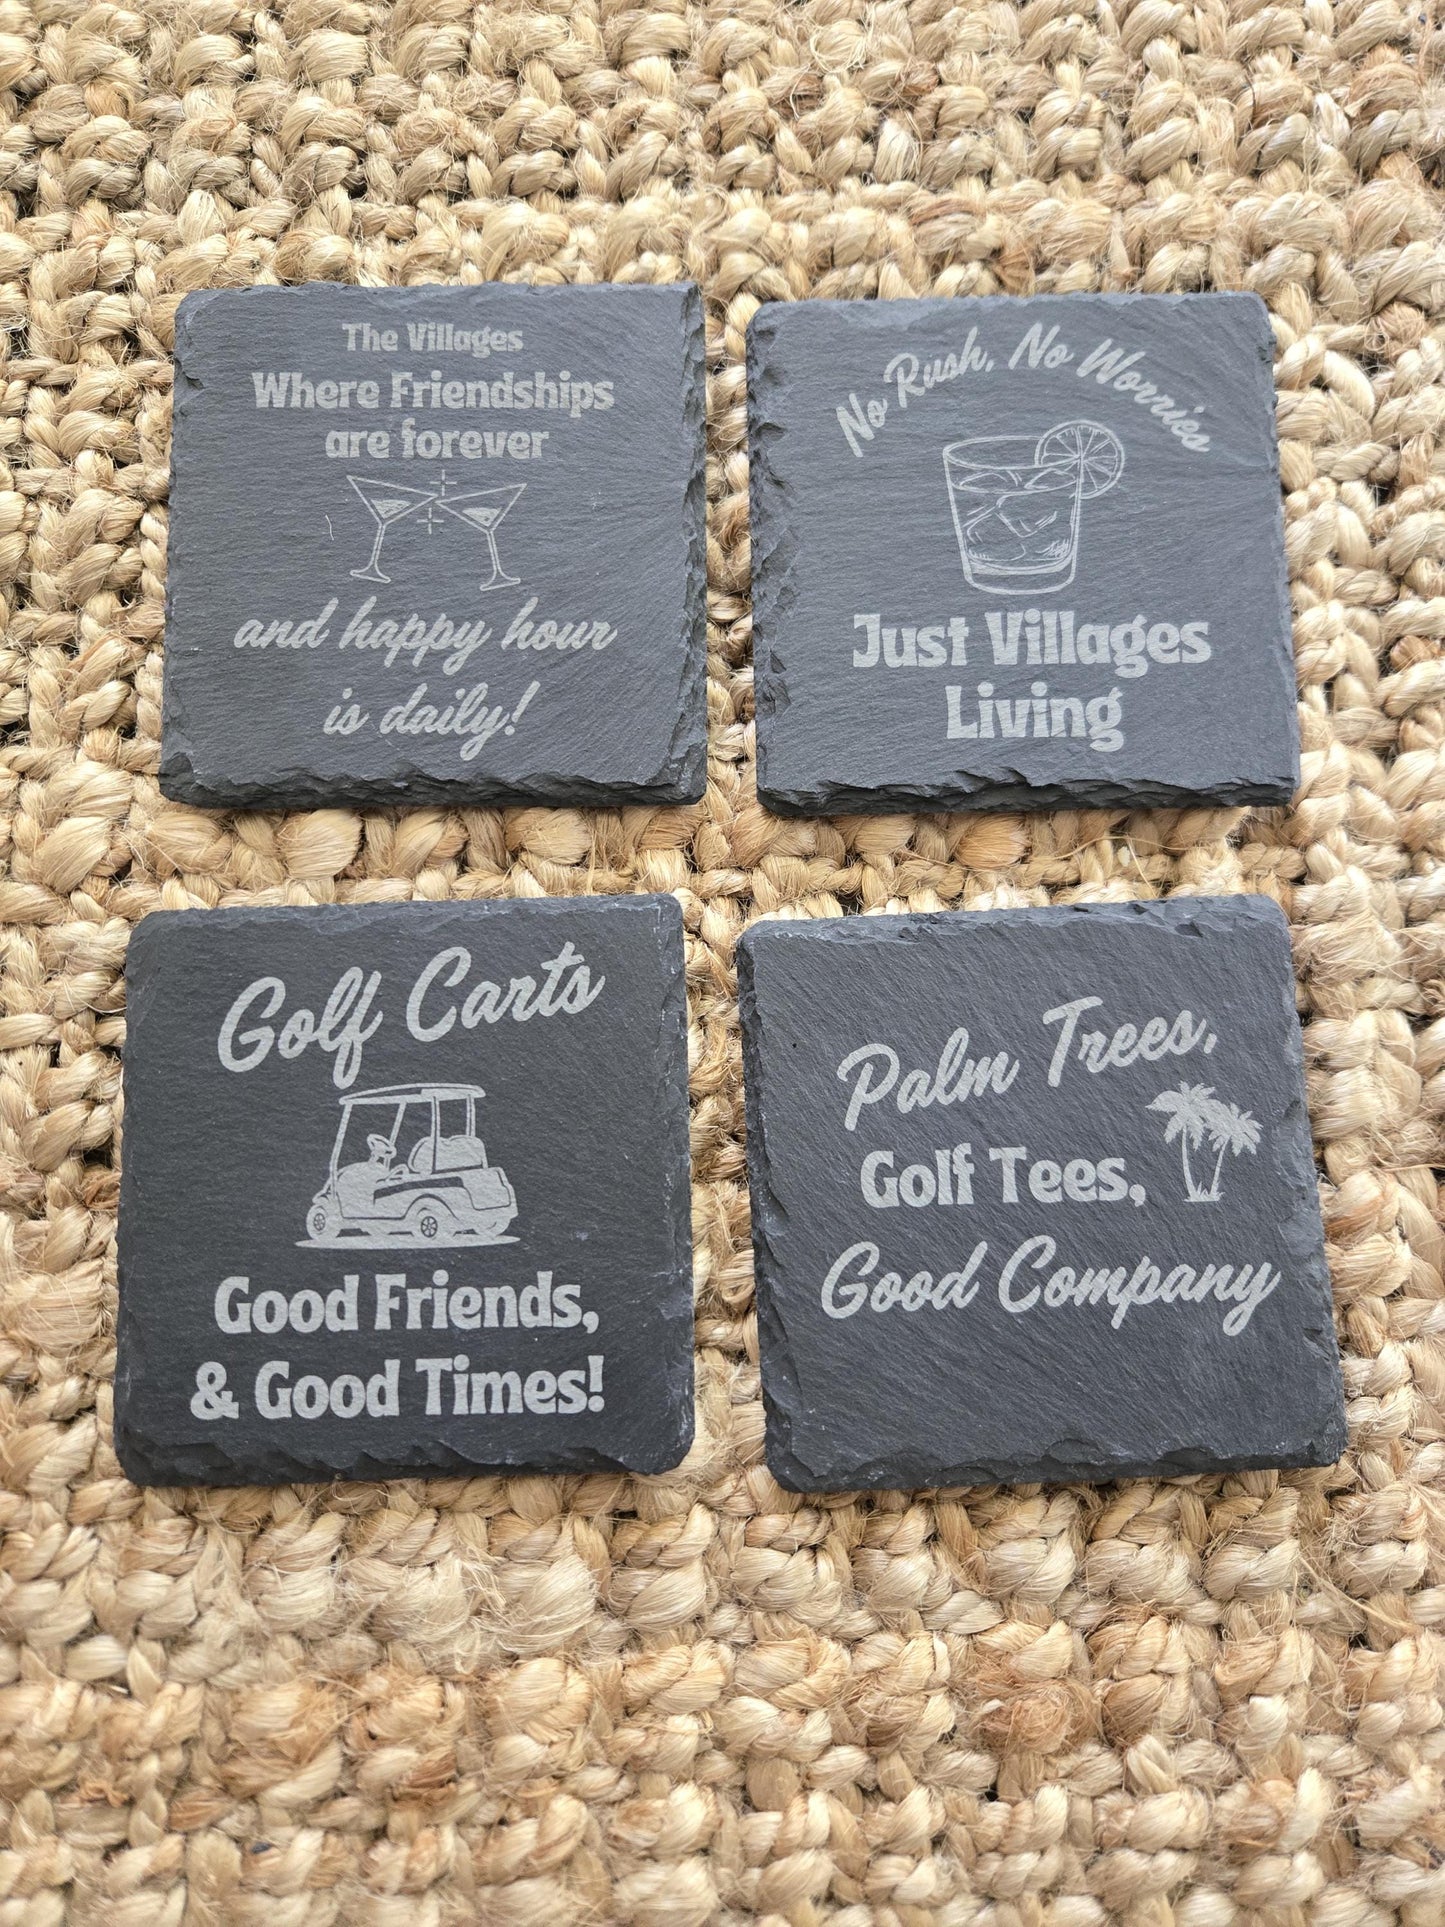 The Villages
Where Friendships
are forever
and happy hour
is daily!
No Rush, No Worries
Just Villages
Living
Golf Carts
Good Friends,
& Good Times!
Palm Trees,
Golf Tees,
Good Company